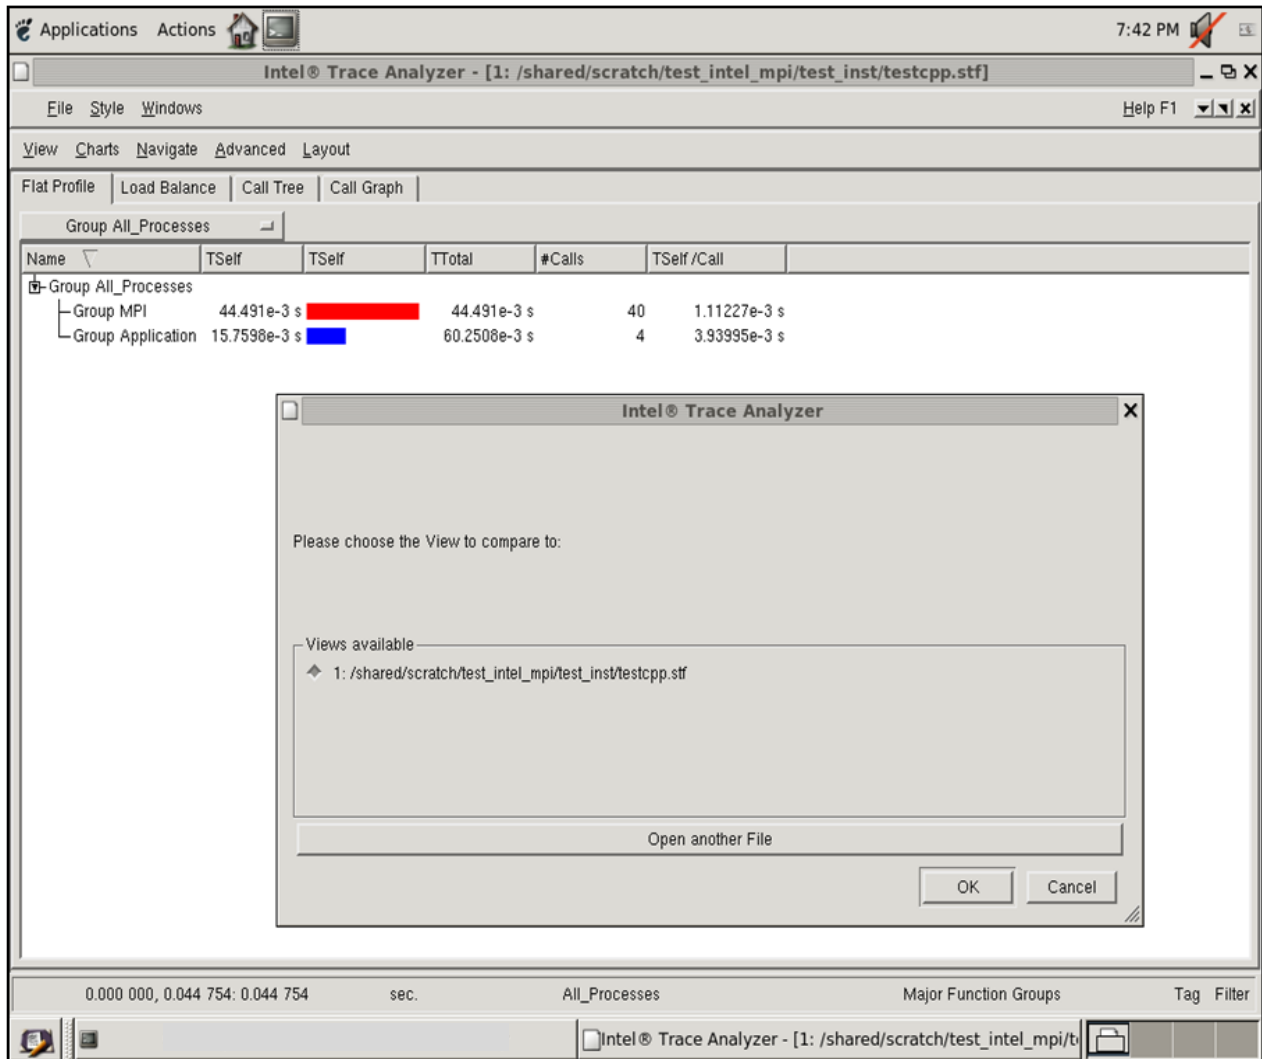 Applications Actions 7:42 PM
Intel® Trace Analyzer - [1: /shared/scratch/test_intel_mpi/test_inst/testcpp.stf]
File Style Windows Help F1
View Charts Navigate Advanced Layout
Flat Profile Load Balance Call Tree Call Graph
Group All_Processes
Name TSelf TSelf TTotal #Calls TSelf /Call
Group All_Processes
Group MPI 44.491e-3 s 44.491e-3 s 40 1.11227e-3 s
Group Application 15.7598e-3 s 60.2508e-3 s 4 3.93995e-3 s
Intel® Trace Analyzer
Please choose the View to compare to:
Views available
1: /shared/scratch/test_intel_mpi/test_inst/testcpp.stf
Open another File
OK Cancel
0.000 000, 0.044 754: 0.044 754 sec. All_Processes Major Function Groups Tag Filter
Intel® Trace Analyzer - [1: /shared/scratch/test_intel_mpi/t